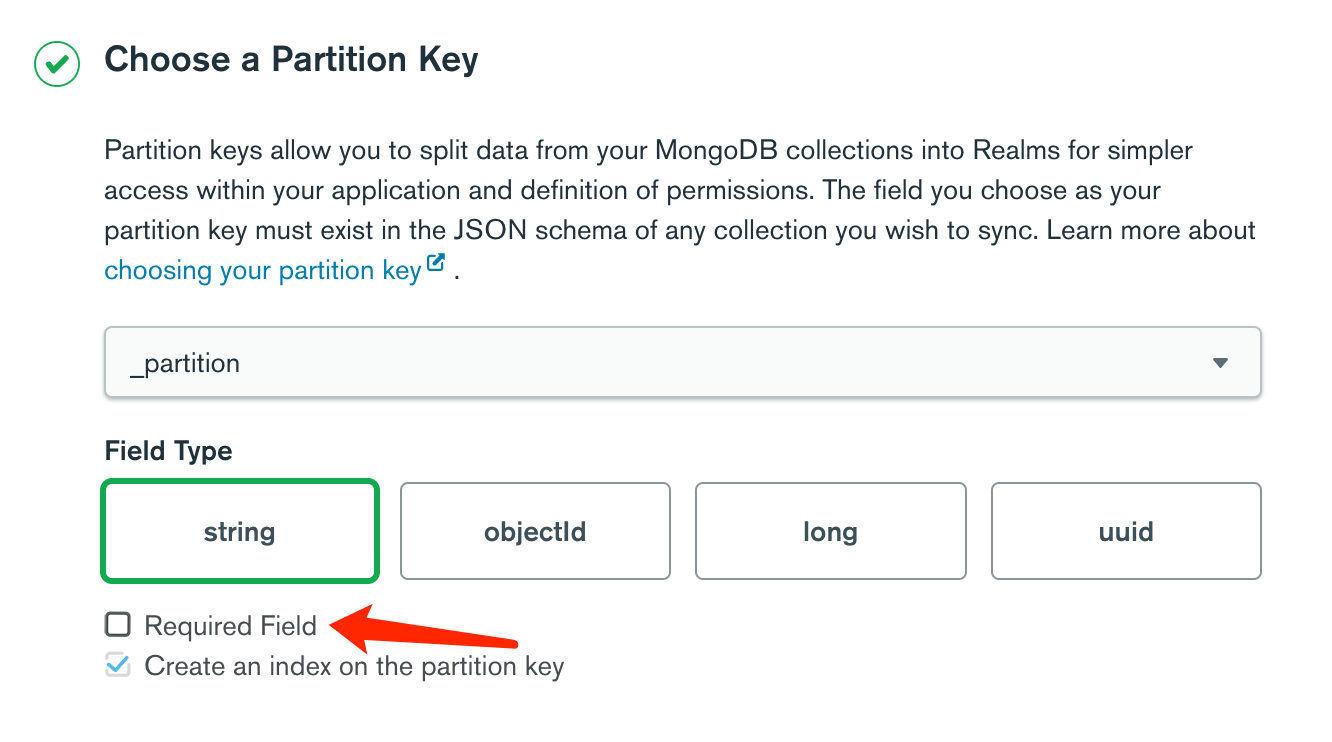 Choose a Partition Key
Partition keys allow you to split data from your MongoDB collections into Realms for simpler
access within your application and definition of permissions. The field you choose as your
partition key must exist in the JSON schema of any collection you wish to sync. Learn more about
choosing your partition key .
_partition
Field Type
string objectId long uuid
Required Field
Create an index on the partition key